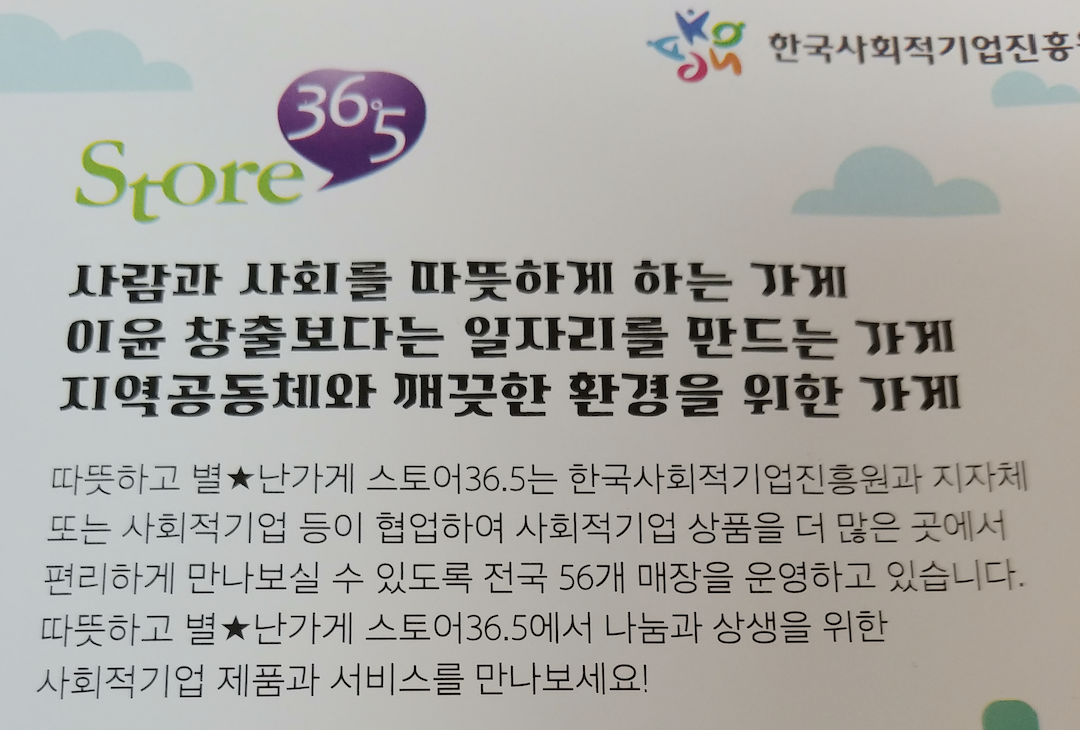 한국사회적기업진흥원
Store 36.5
사람과 사회를 따뜻하게 하는 가게
이윤 창출보다는 일자리를 만드는 가게
지역공동체와 깨끗한 환경을 위한 가게
따뜻하고 별★난가게 스토어36.5는 한국사회적기업진흥원과 지자체
또는 사회적기업 등이 협업하여 사회적기업 상품을 더 많은 곳에서
편리하게 만나보실 수 있도록 전국 56개 매장을 운영하고 있습니다.
따뜻하고 별★난가게 스토어36.5에서 나눔과 상생을 위한
사회적기업 제품과 서비스를 만나보세요!